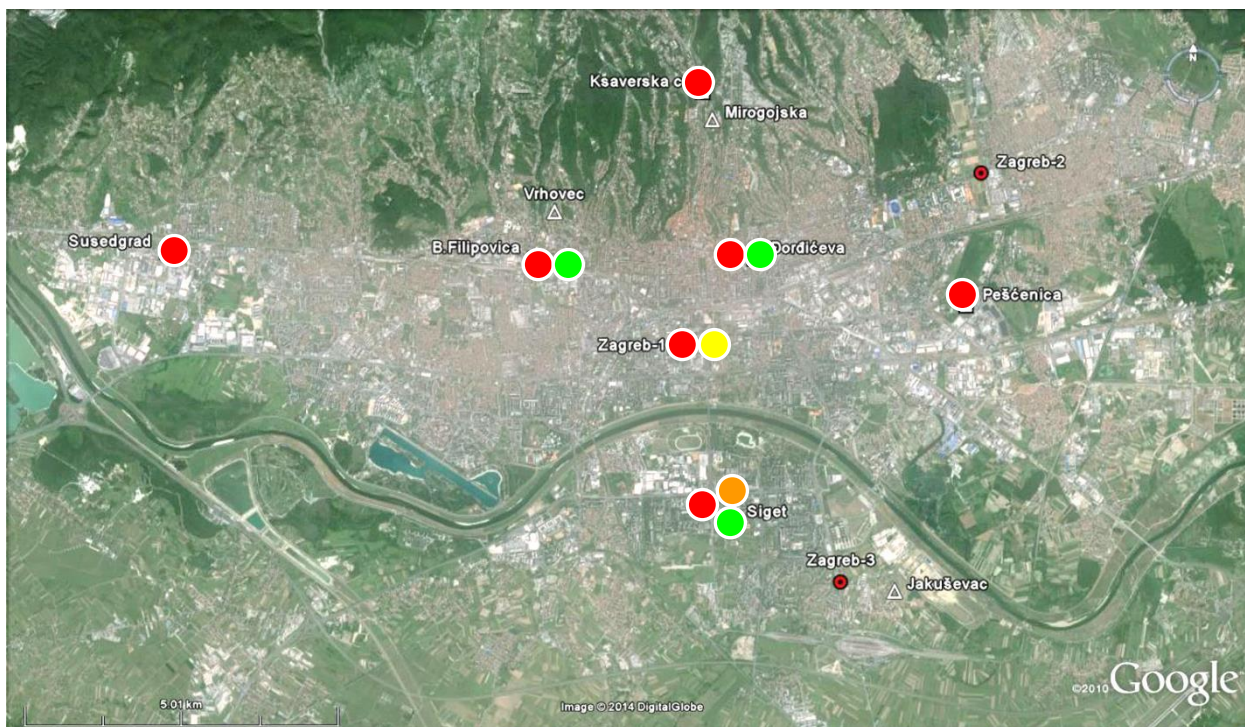 Ksaverska c
Mirogojska
N
Zagreb-2
Vrhovec
Susedgrad
B.Filipovica
Đorđićeva
Pešćenica
Zagreb-1
Siget
Zagreb-3
Jakuševac
5.01 km
Image © 2014 DigitalGlobe
©2010 Google